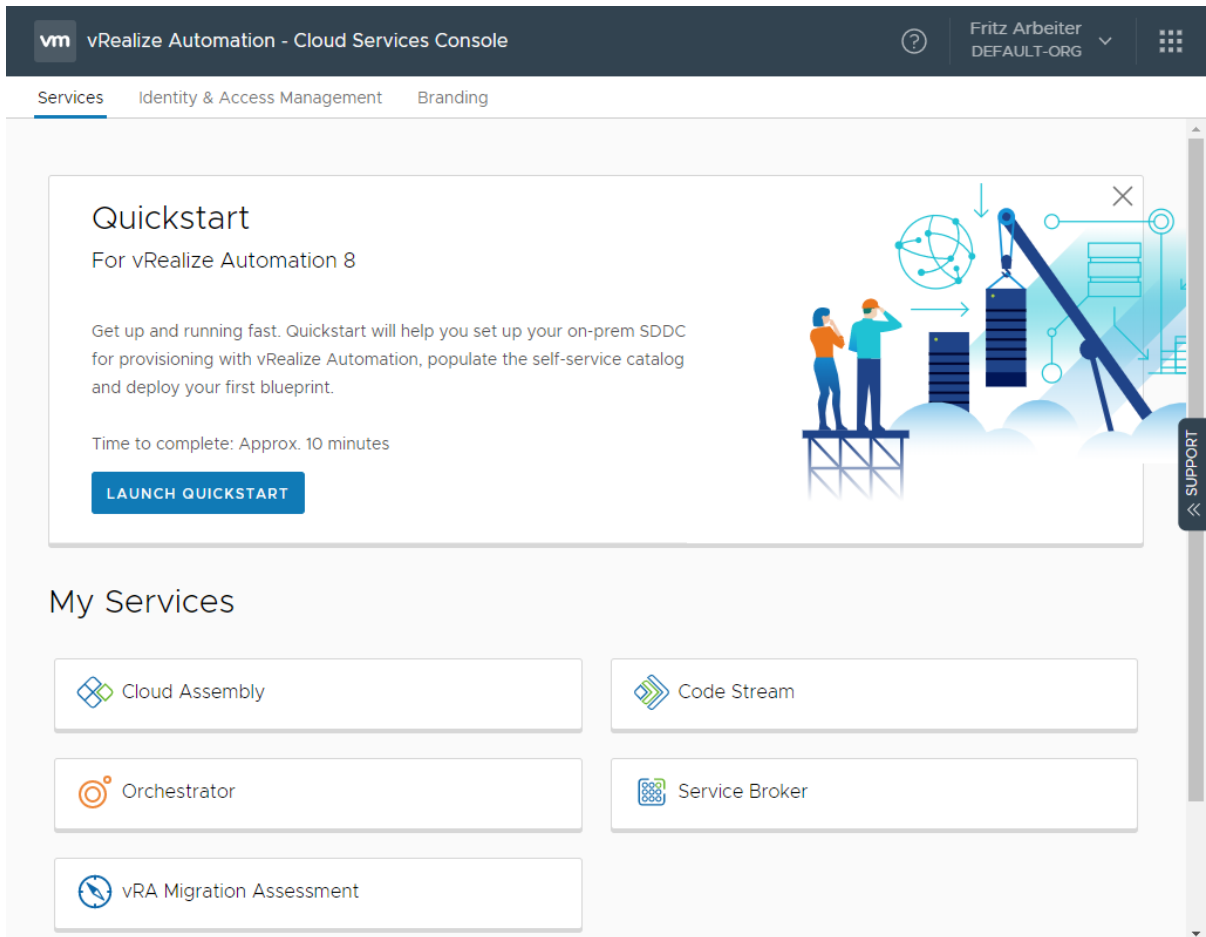 vm vRealize Automation - Cloud Services Console
Fritz Arbeiter
DEFAULT-ORG
Services Identity & Access Management Branding
Quickstart
For vRealize Automation 8
Get up and running fast. Quickstart will help you set up your on-prem SDDC
for provisioning with vRealize Automation, populate the self-service catalog
and deploy your first blueprint.
Time to complete: Approx. 10 minutes
LAUNCH QUICKSTART
SUPPORT
My Services
Cloud Assembly
Code Stream
Orchestrator
Service Broker
vRA Migration Assessment